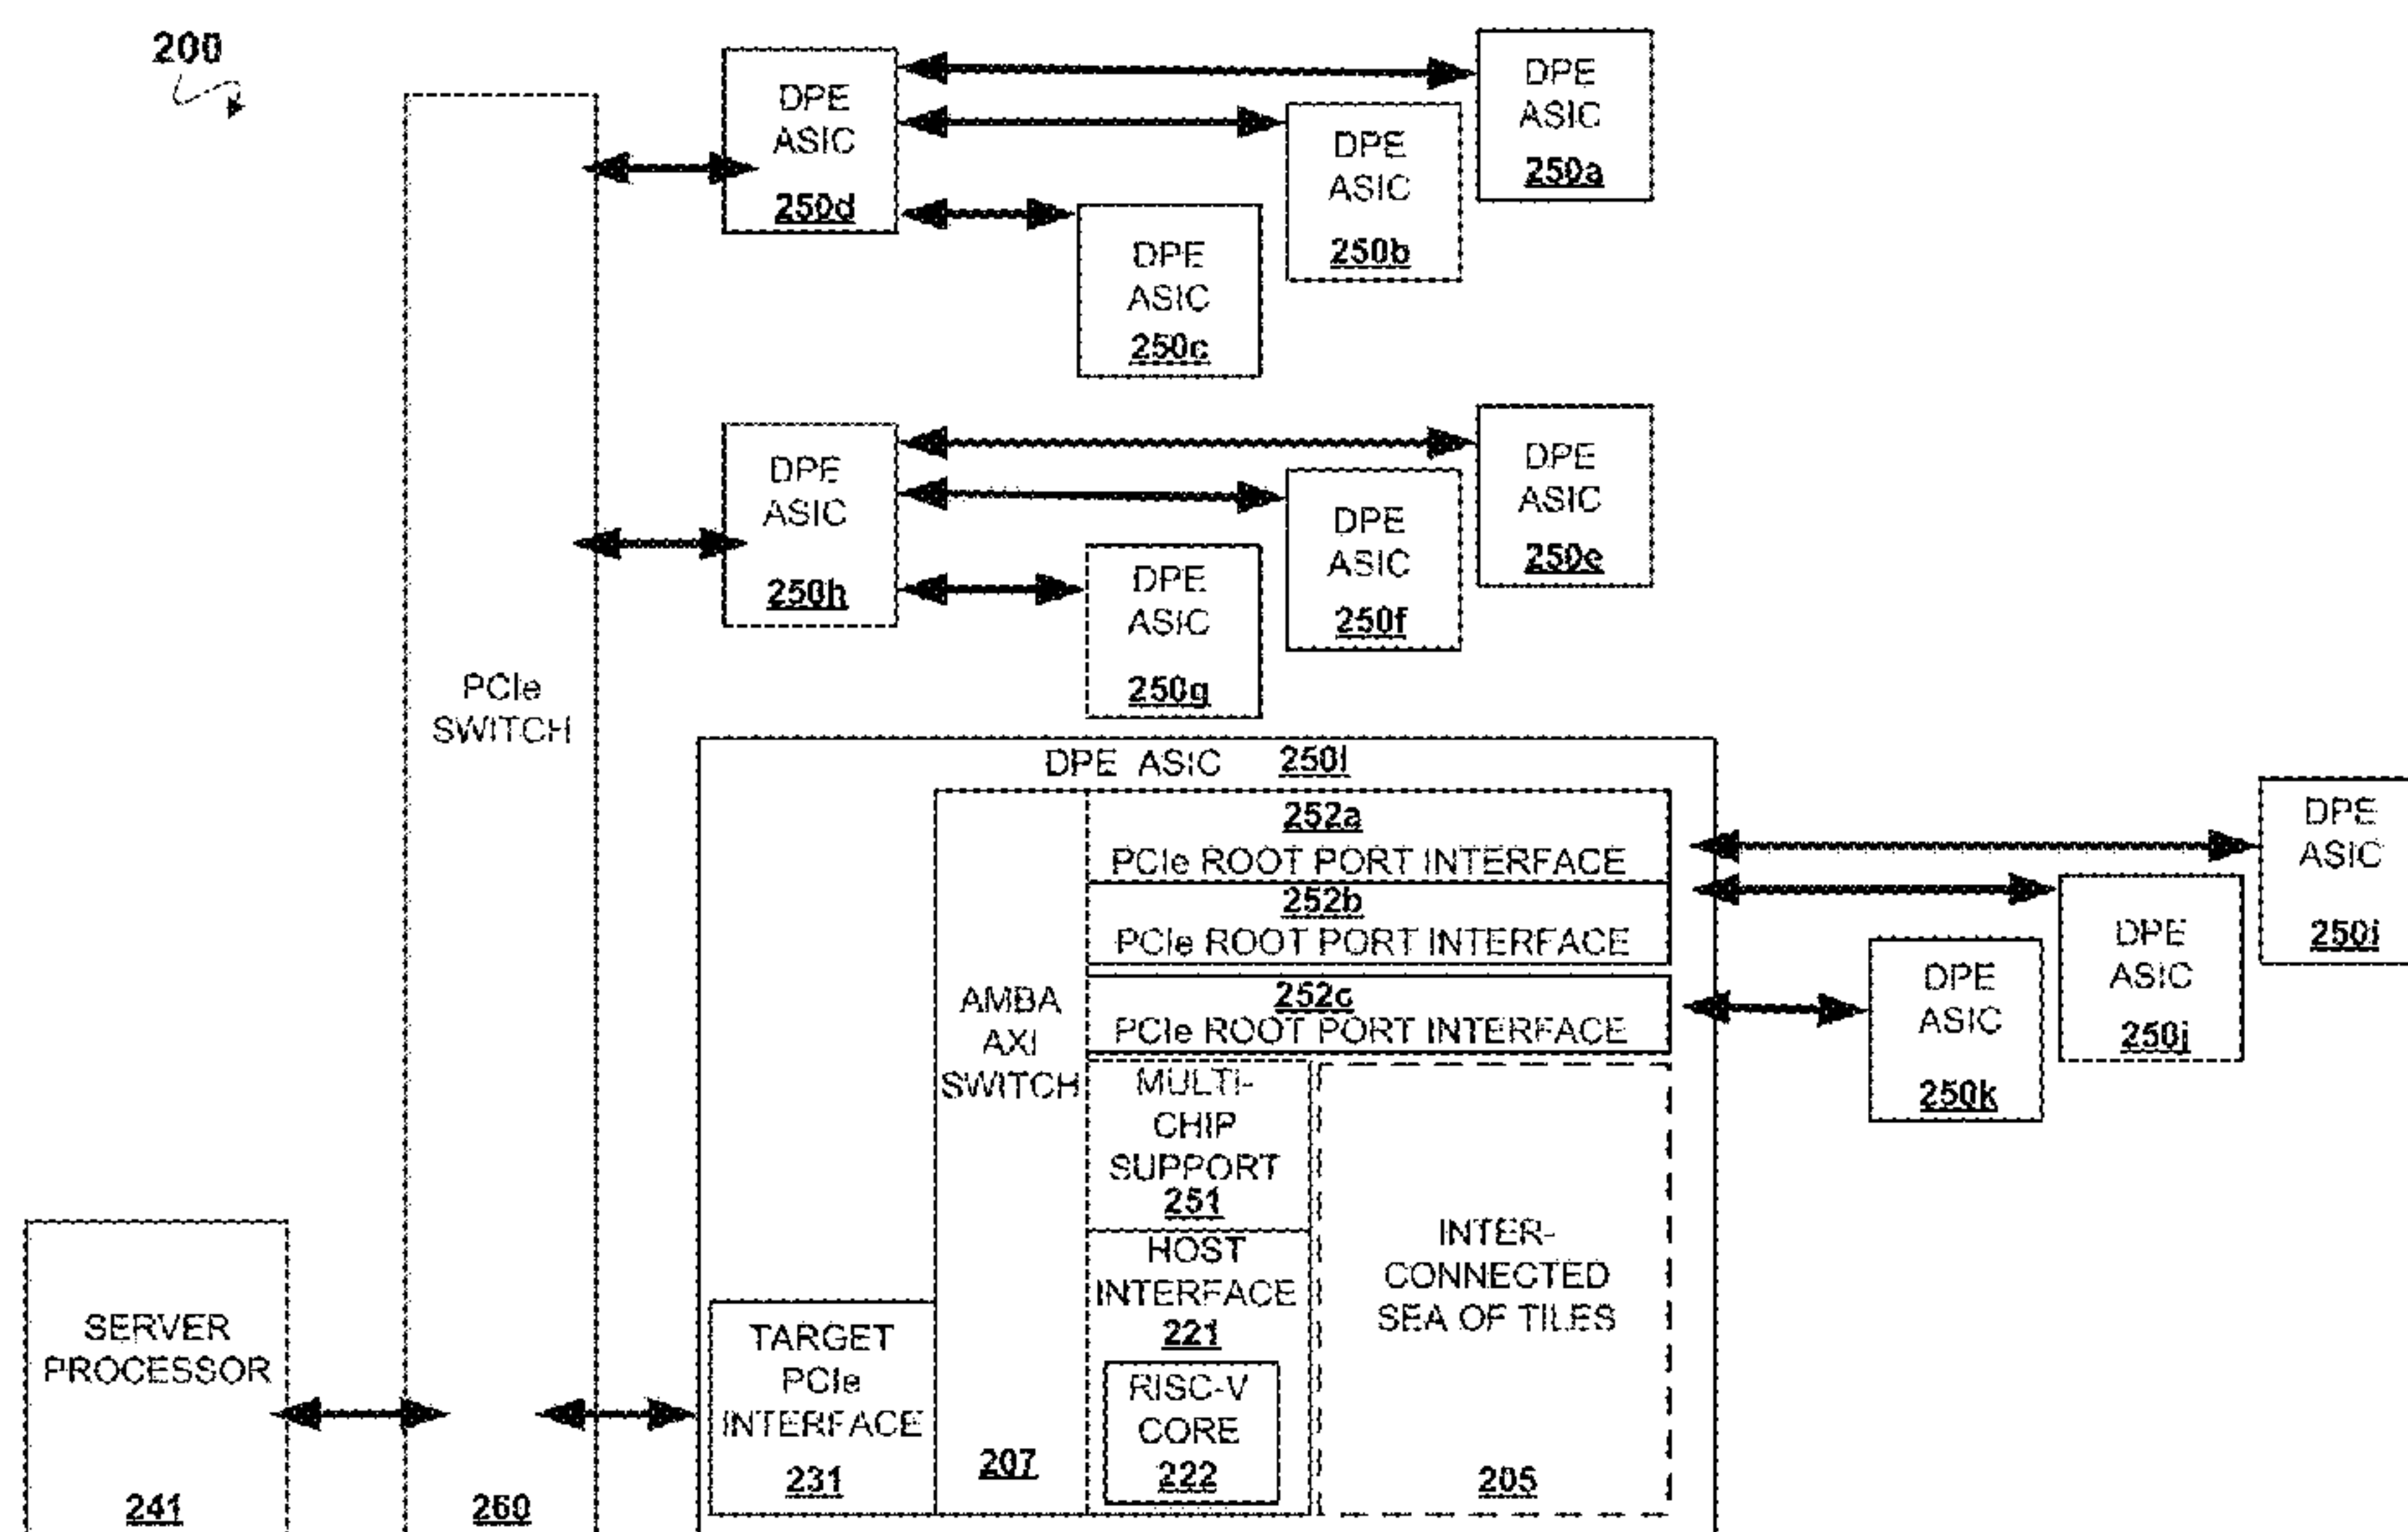 200
DPE
ASIC
250d
DPE
ASIC
250a
DPE
ASIC
250b
DPE
ASIC
250c
DPE
ASIC
250h
DPE
ASIC
250e
DPE
ASIC
250f
DPE
ASIC
250g
PCIe
SWITCH
260
DPE ASIC 250l
252a
PCIe ROOT PORT INTERFACE
252b
PCIe ROOT PORT INTERFACE
252c
PCIe ROOT PORT INTERFACE
AMBA
AXI
SWITCH
207
MULTI-
CHIP
SUPPORT
251
HOST
INTERFACE
221
RISC-V
CORE
222
INTER-
CONNECTED
SEA OF TILES
205
TARGET
PCIe
INTERFACE
231
SERVER
PROCESSOR
241
DPE
ASIC
250i
DPE
ASIC
250j
DPE
ASIC
250k